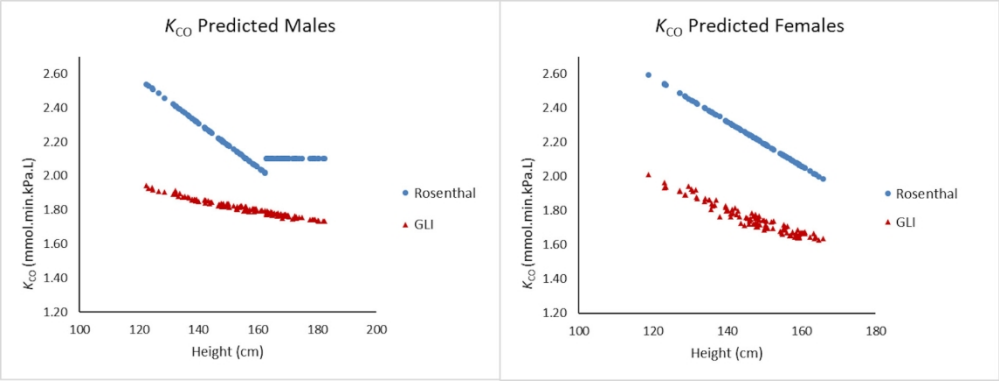 KCO Predicted Males
2.60
2.40
2.20
2.00
1.80
1.60
1.40
1.20
KCO (mmol.min.kPa.L)
100 120 140 160 180 200
Height (cm)
Rosenthal
GLI
KCO Predicted Females
2.60
2.40
2.20
2.00
1.80
1.60
1.40
1.20
KCO (mmol.min.kPa.L)
100 120 140 160 180
Height (cm)
Rosenthal
GLI